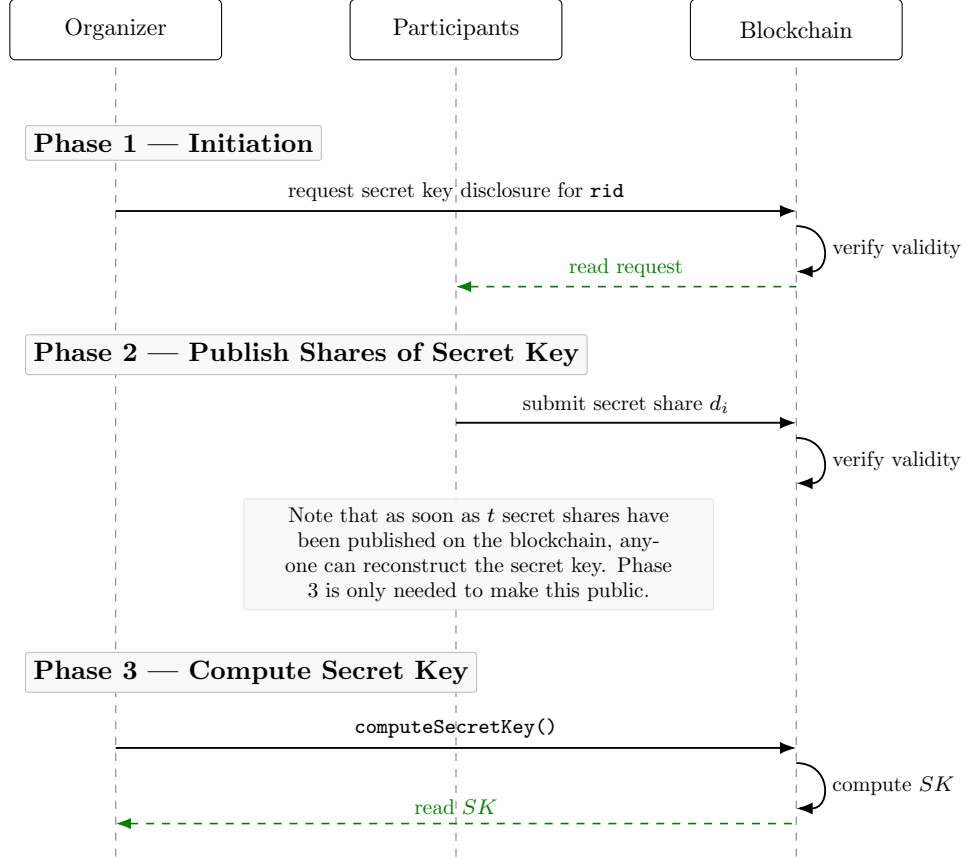 Organizer
Participants
Blockchain
Phase 1 — Initiation
request secret key disclosure for rid
verify validity
read request
Phase 2 — Publish Shares of Secret Key
submit secret share d_i
verify validity
Note that as soon as t secret shares have
been published on the blockchain, any-
one can reconstruct the secret key. Phase
3 is only needed to make this public.
Phase 3 — Compute Secret Key
computeSecretKey()
compute SK
read SK